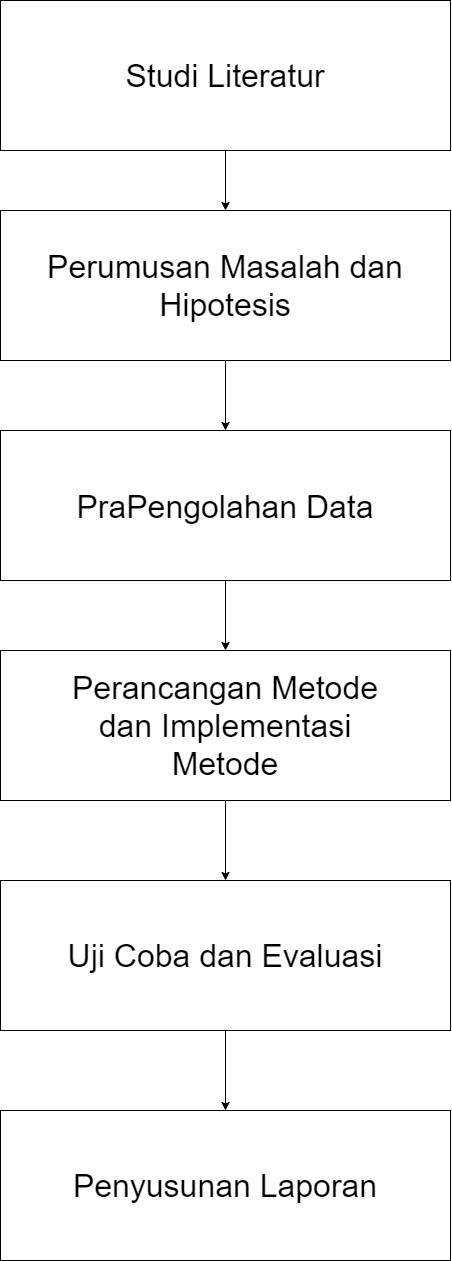 Studi Literatur
Perumusan Masalah dan
Hipotesis
PraPengolahan Data
Perancangan Metode
dan Implementasi
Metode
Uji Coba dan Evaluasi
Penyusunan Laporan